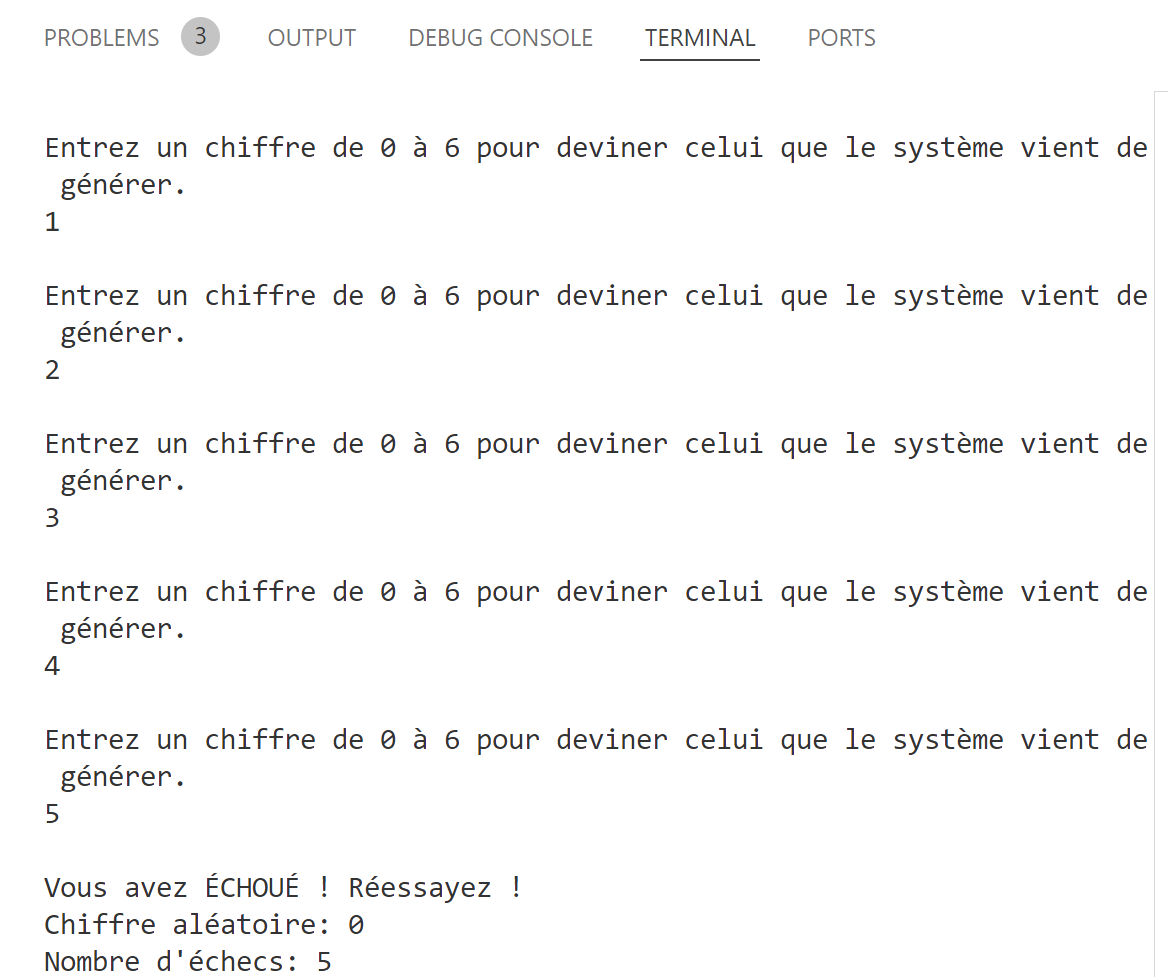 PROBLEMS 3 OUTPUT DEBUG CONSOLE TERMINAL PORTS
Entrez un chiffre de 0 à 6 pour deviner celui que le système vient de
générer.
1
Entrez un chiffre de 0 à 6 pour deviner celui que le système vient de
générer.
2
Entrez un chiffre de 0 à 6 pour deviner celui que le système vient de
générer.
3
Entrez un chiffre de 0 à 6 pour deviner celui que le système vient de
générer.
4
Entrez un chiffre de 0 à 6 pour deviner celui que le système vient de
générer.
5
Vous avez ÉCHOUÉ ! Réessayez !
Chiffre aléatoire: 0
Nombre d'échecs: 5